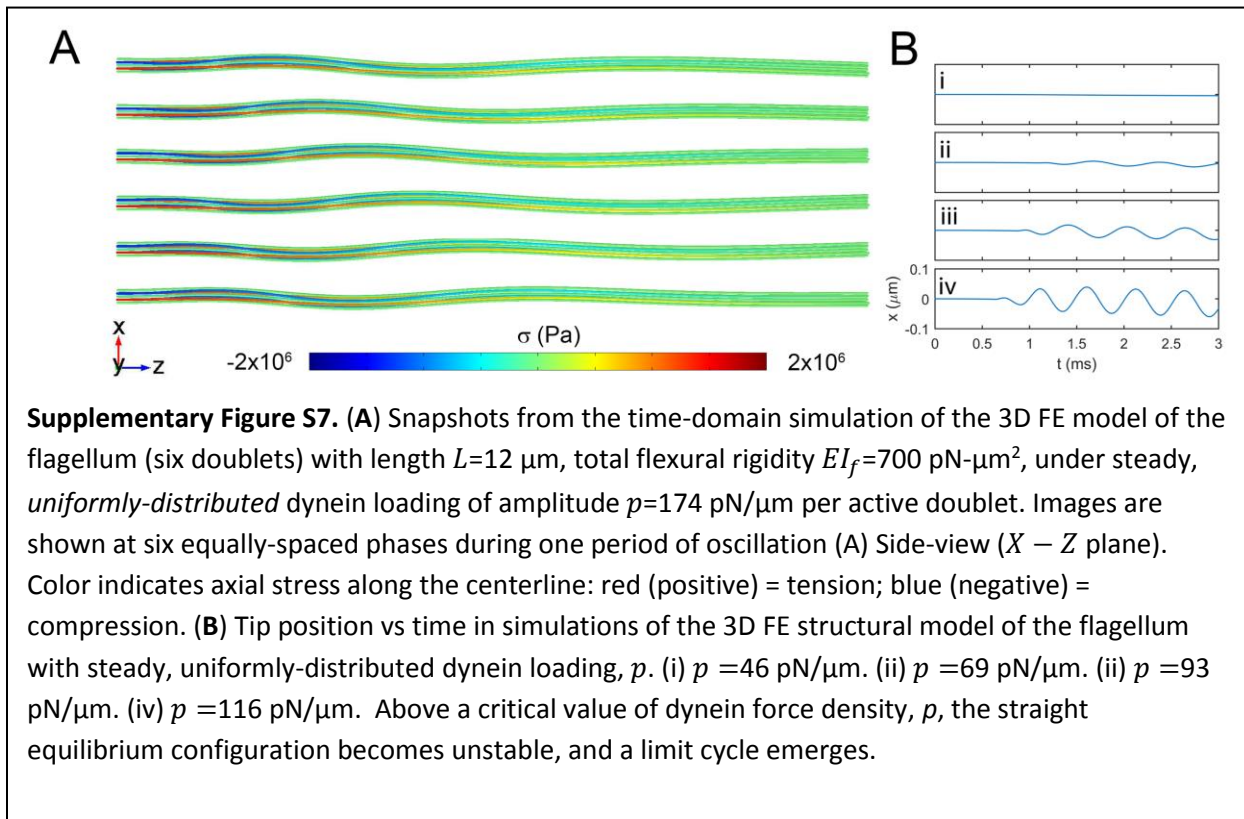 A
B
i
ii
iii
iv
0.1
0
-0.1
x (μm)
0 0.5 1 1.5 2 2.5 3
t (ms)
x
y z
σ (Pa)
-2x10⁶ 2x10⁶
Supplementary Figure S7. (A) Snapshots from the time-domain simulation of the 3D FE model of the
flagellum (six doublets) with length L=12 μm, total flexural rigidity EI_f=700 pN-μm², under steady,
uniformly-distributed dynein loading of amplitude p=174 pN/μm per active doublet. Images are
shown at six equally-spaced phases during one period of oscillation (A) Side-view (X − Z plane).
Color indicates axial stress along the centerline: red (positive) = tension; blue (negative) =
compression. (B) Tip position vs time in simulations of the 3D FE structural model of the flagellum
with steady, uniformly-distributed dynein loading, p. (i) p =46 pN/μm. (ii) p =69 pN/μm. (ii) p =93
pN/μm. (iv) p =116 pN/μm. Above a critical value of dynein force density, p, the straight
equilibrium configuration becomes unstable, and a limit cycle emerges.